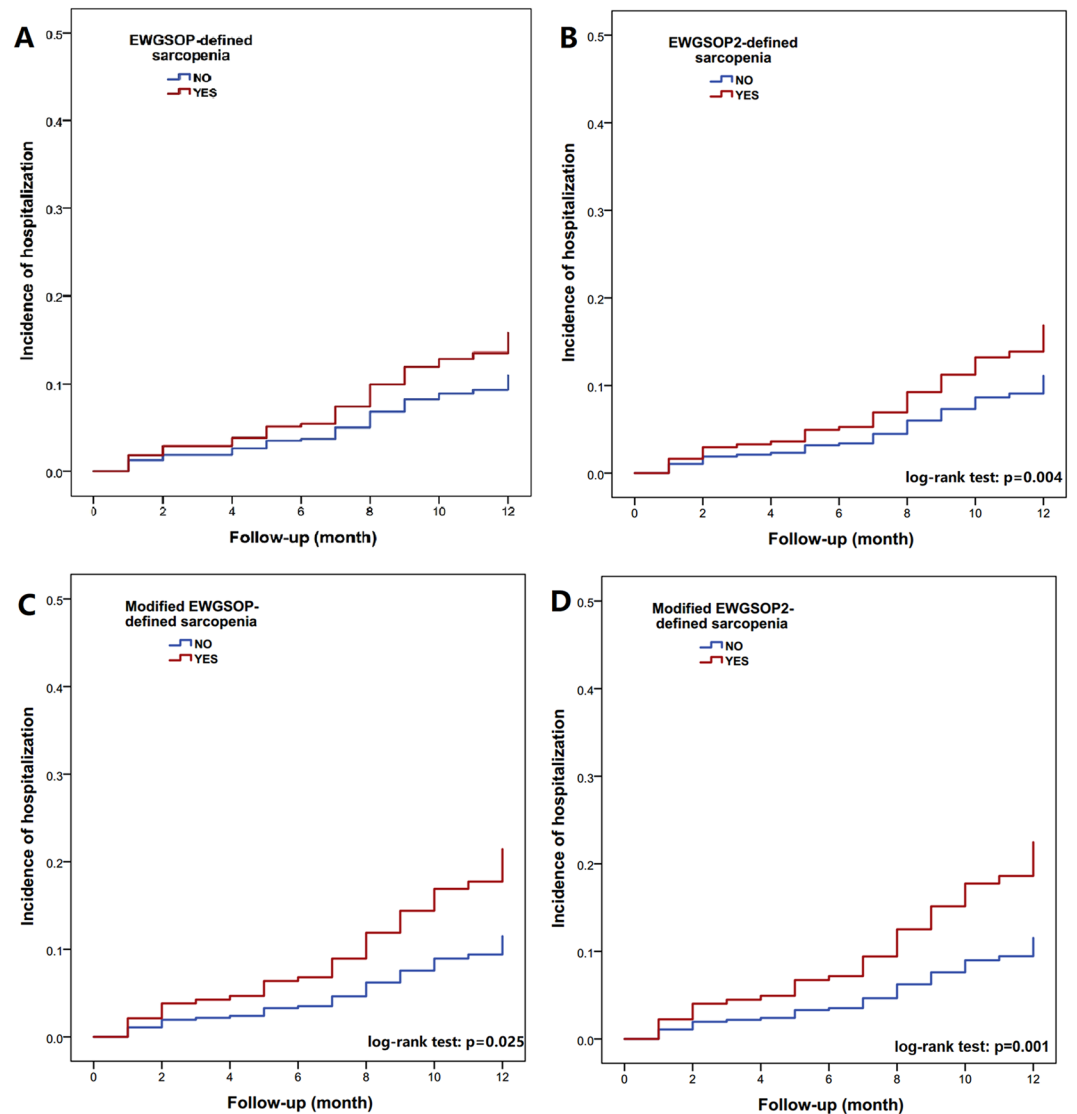 A
EWGSOP-defined
sarcopenia
NO
YES
0.5
0.4
0.3
0.2
0.1
0.0
Incidence of hospitalization
0 2 4 6 8 10 12
Follow-up (month)
B
EWGSOP2-defined
sarcopenia
NO
YES
0.5
0.4
0.3
0.2
0.1
0.0
Incidence of hospitalization
log-rank test: p=0.004
0 2 4 6 8 10 12
Follow-up (month)
C
Modified EWGSOP-
defined sarcopenia
NO
YES
0.5
0.4
0.3
0.2
0.1
0.0
Incidence of hospitalization
log-rank test: p=0.025
0 2 4 6 8 10 12
Follow-up (month)
D
Modified EWGSOP2-
defined sarcopenia
NO
YES
0.5
0.4
0.3
0.2
0.1
0.0
Incidence of hospitalization
log-rank test: p=0.001
0 2 4 6 8 10 12
Follow-up (month)